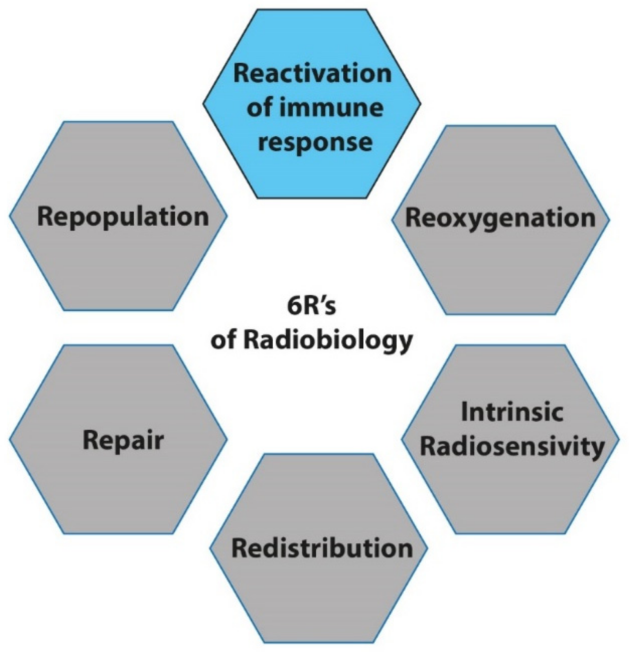 Reactivation
of immune
response
Repopulation
Reoxygenation
6R's
of Radiobiology
Repair
Intrinsic
Radiosensivity
Redistribution